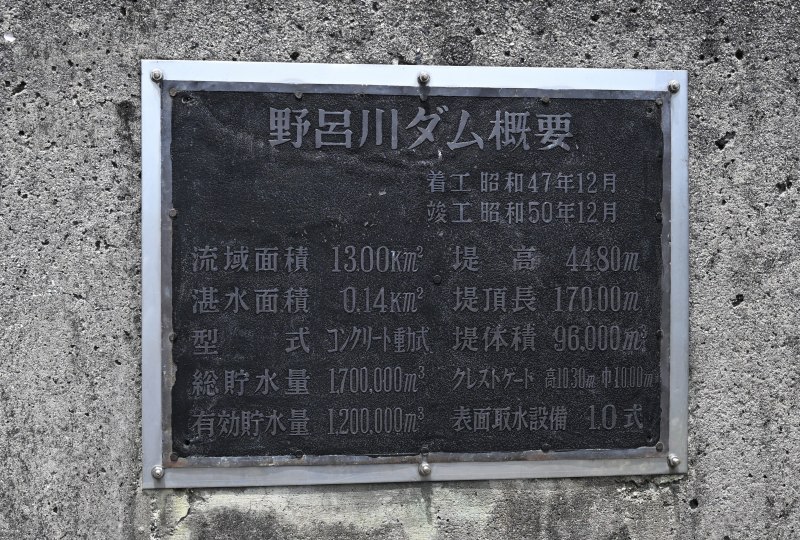 野呂川ダム概要
着工 昭和47年12月
竣工 昭和50年12月
流域面積 13.00Km²
湛水面積 0.14Km²
型式 コンクリート動式
総貯水量 1,700,000m³
有効貯水量 1,200,000m³
堤高 44.80m
堤頂長 170.00m
堤体積 96,000m³
クレストゲート 高10.30m 巾10.00m
表面取水設備 1.0式